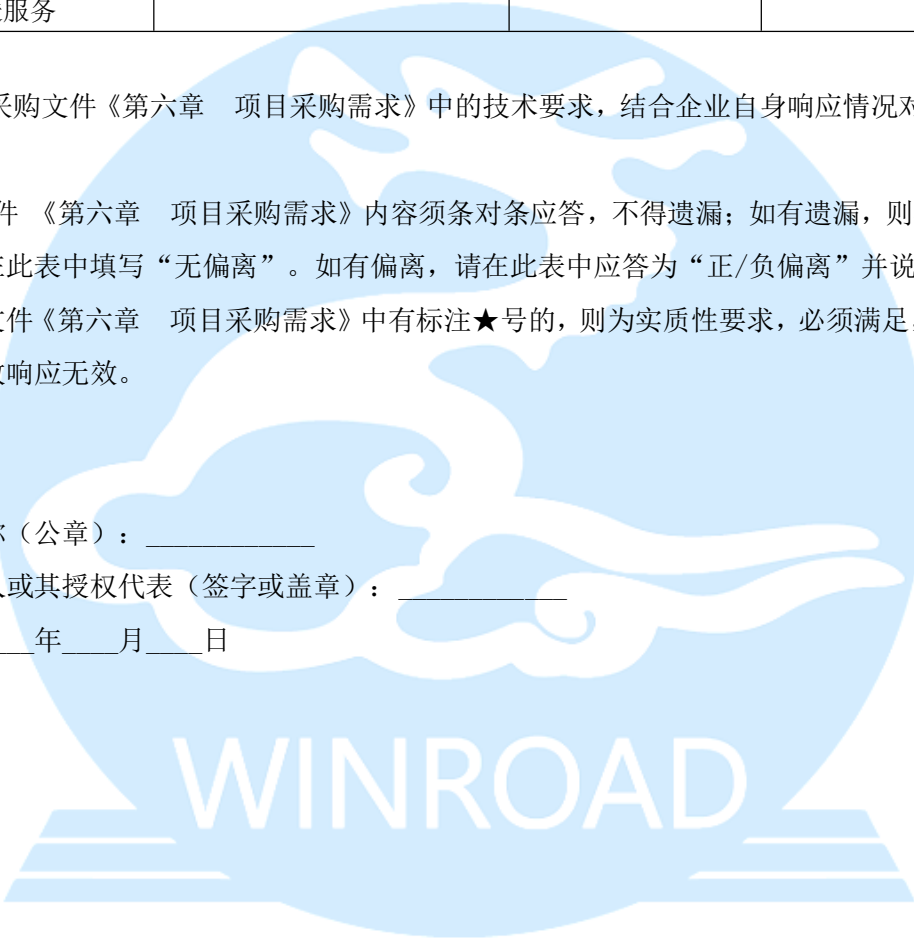 服务
采购文件《第六章　项目采购需求》中的技术要求，结合企业自身响应情况对
件 《第六章　项目采购需求》内容须条对条应答，不得遗漏；如有遗漏，则
在此表中填写“无偏离”。如有偏离，请在此表中应答为“正/负偏离”并说
文件《第六章　项目采购需求》中有标注★号的，则为实质性要求，必须满足，
响应无效。
（公章）：____________
人或其授权代表（签字或盖章）：____________
___年____月____日
WINROAD